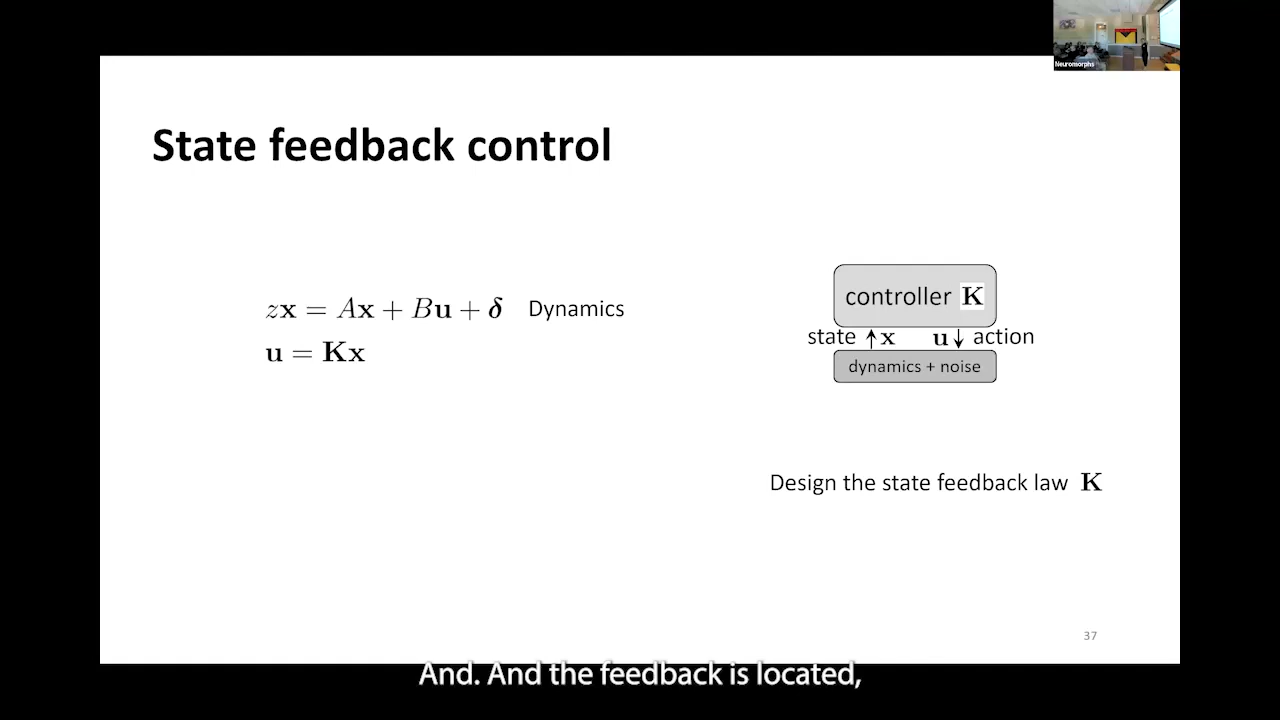 Neuromorphs
State feedback control
zx = Ax + Bu + δ Dynamics
u = Kx
controller K
state ↑x u↓ action
dynamics + noise
Design the state feedback law K
37
And. And the feedback is located,